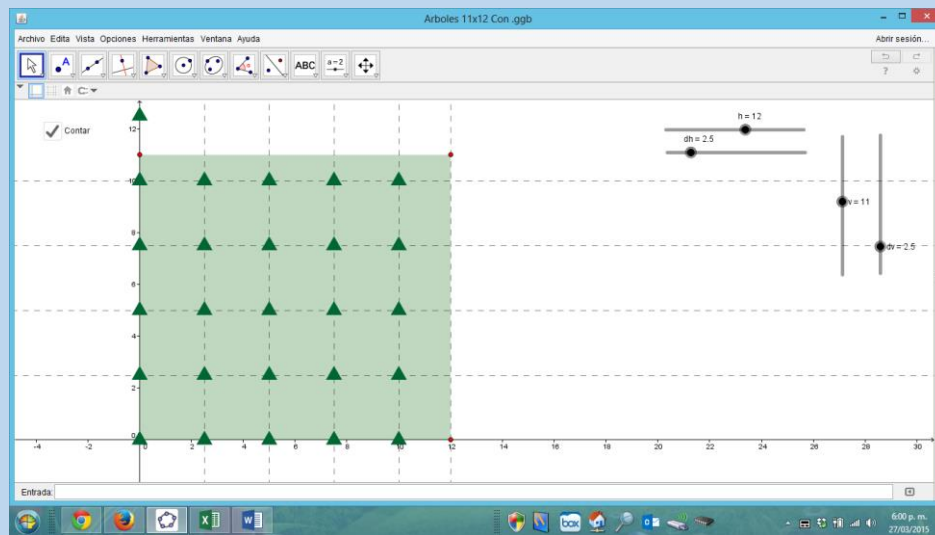 Arboles 11x12 Con .ggb
Archivo Edita Vista Opciones Herramientas Ventana Ayuda
Abrir sesión...
ABC a=2
Contar
h = 12
dh = 2.5
v = 11
dv = 2.5
12
10
8
6
4
2
0
-4 -2 0 2 4 6 8 10 12 14 16 18 20 22 24 26 28 30
Entrada:
box
6:00 p. m.
27/03/2015